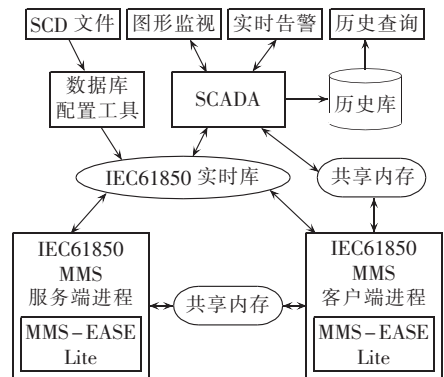 SCD 文件
图形监视
实时告警
历史查询
数据库
配置工具
SCADA
历史库
IEC61850 实时库
共享内存
IEC61850
MMS
服务端进程
MMS-EASE
Lite
共享内存
IEC61850
MMS
客户端进程
MMS-EASE
Lite